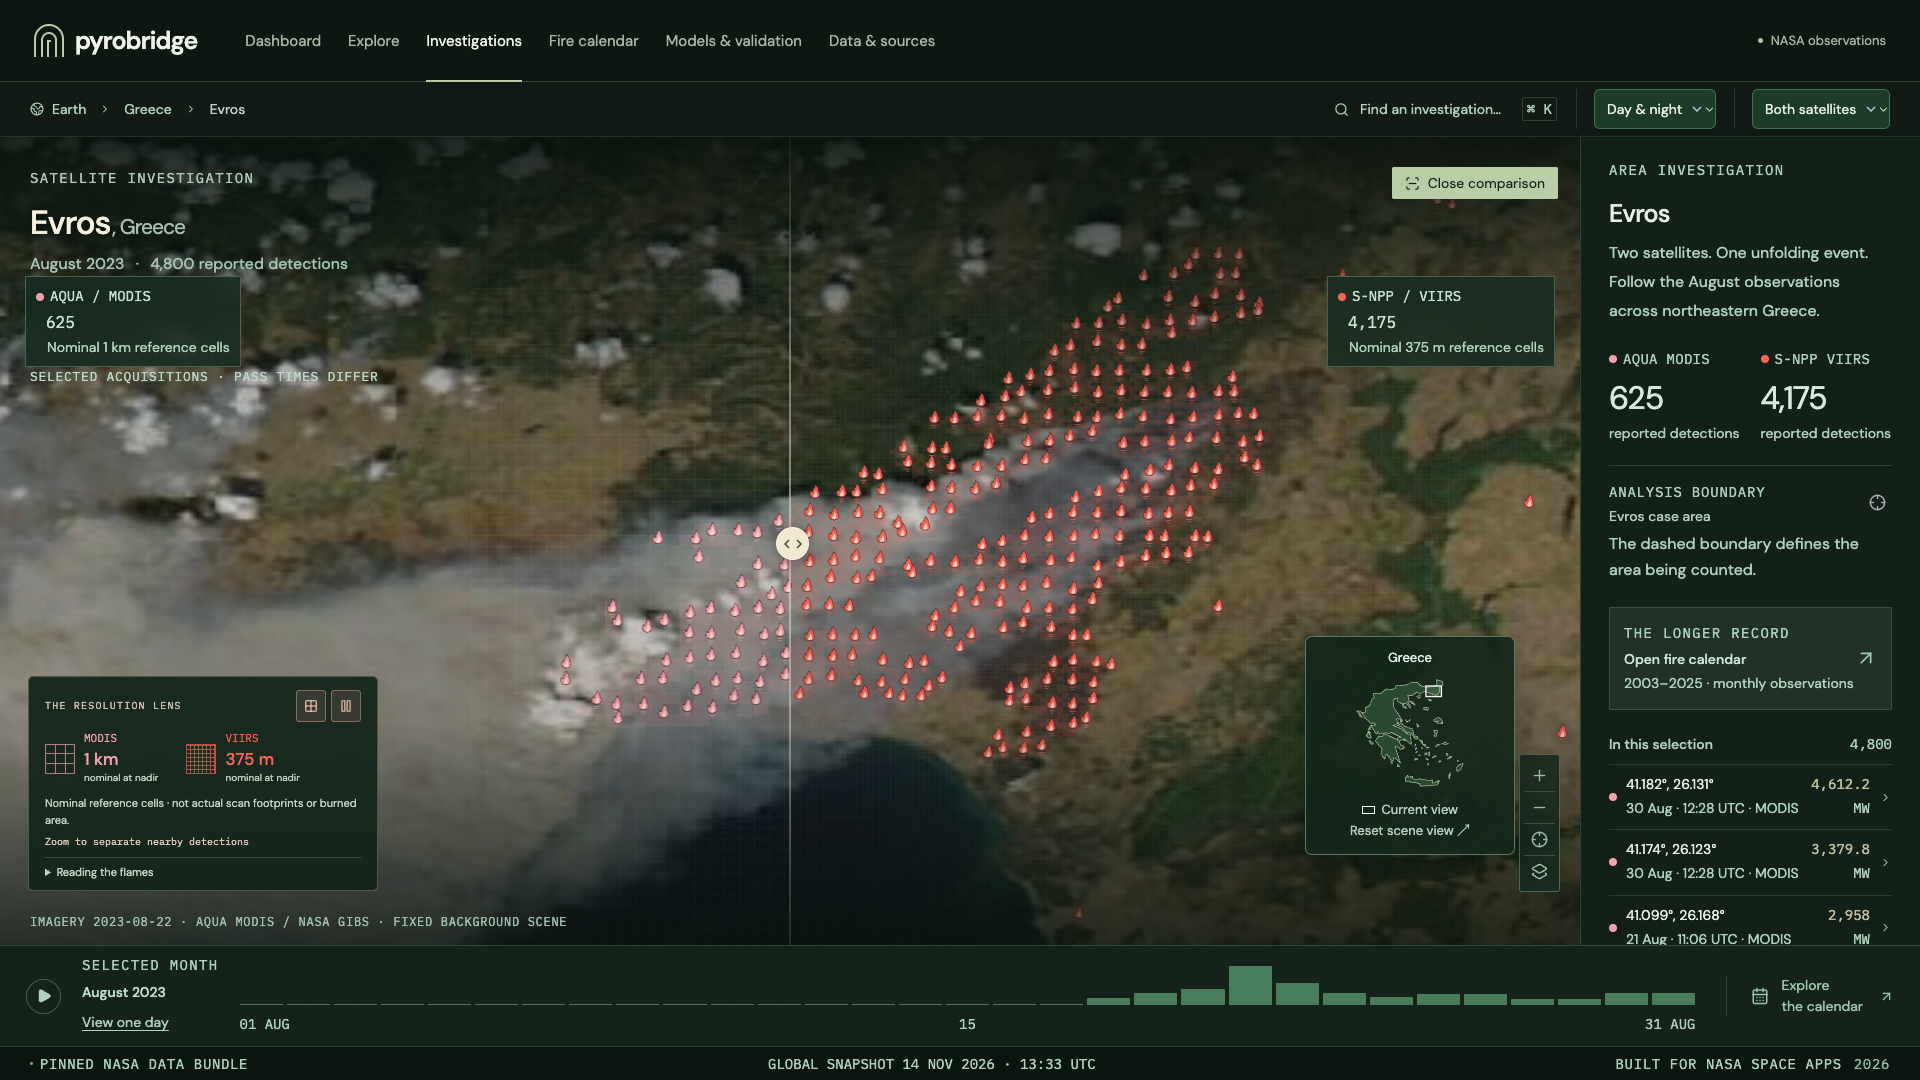 pyrobridge
Dashboard
Explore
Investigations
Fire calendar
Models & validation
Data & sources
NASA observations
Earth
Greece
Evros
Find an investigation...
⌘ K
Day & night
Both satellites
SATELLITE INVESTIGATION
Evros, Greece
August 2023 · 4,800 reported detections
AQUA / MODIS
625
Nominal 1 km reference cells
SELECTED ACQUISITIONS · PASS TIMES DIFFER
Close comparison
S-NPP / VIIRS
4,175
Nominal 375 m reference cells
THE RESOLUTION LENS
MODIS
1 km
nominal at nadir
VIIRS
375 m
nominal at nadir
Nominal reference cells · not actual scan footprints or burned
area.
Zoom to separate nearby detections
Reading the flames
IMAGERY 2023-08-22 · AQUA MODIS / NASA GIBS · FIXED BACKGROUND SCENE
Greece
Current view
Reset scene view
AREA INVESTIGATION
Evros
Two satellites. One unfolding event.
Follow the August observations
across northeastern Greece.
AQUA MODIS
625
reported detections
S-NPP VIIRS
4,175
reported detections
ANALYSIS BOUNDARY
Evros case area
The dashed boundary defines the
area being counted.
THE LONGER RECORD
Open fire calendar
2003–2025 · monthly observations
In this selection 4,800
41.182°, 26.131° 4,612.2
30 Aug · 12:28 UTC · MODIS MW
41.174°, 26.123° 3,379.8
30 Aug · 12:28 UTC · MODIS MW
41.099°, 26.168° 2,958
21 Aug · 11:06 UTC · MODIS MW
SELECTED MONTH
August 2023
View one day
01 AUG
15
31 AUG
Explore
the calendar
· PINNED NASA DATA BUNDLE
GLOBAL SNAPSHOT 14 NOV 2026 · 13:33 UTC
BUILT FOR NASA SPACE APPS 2026